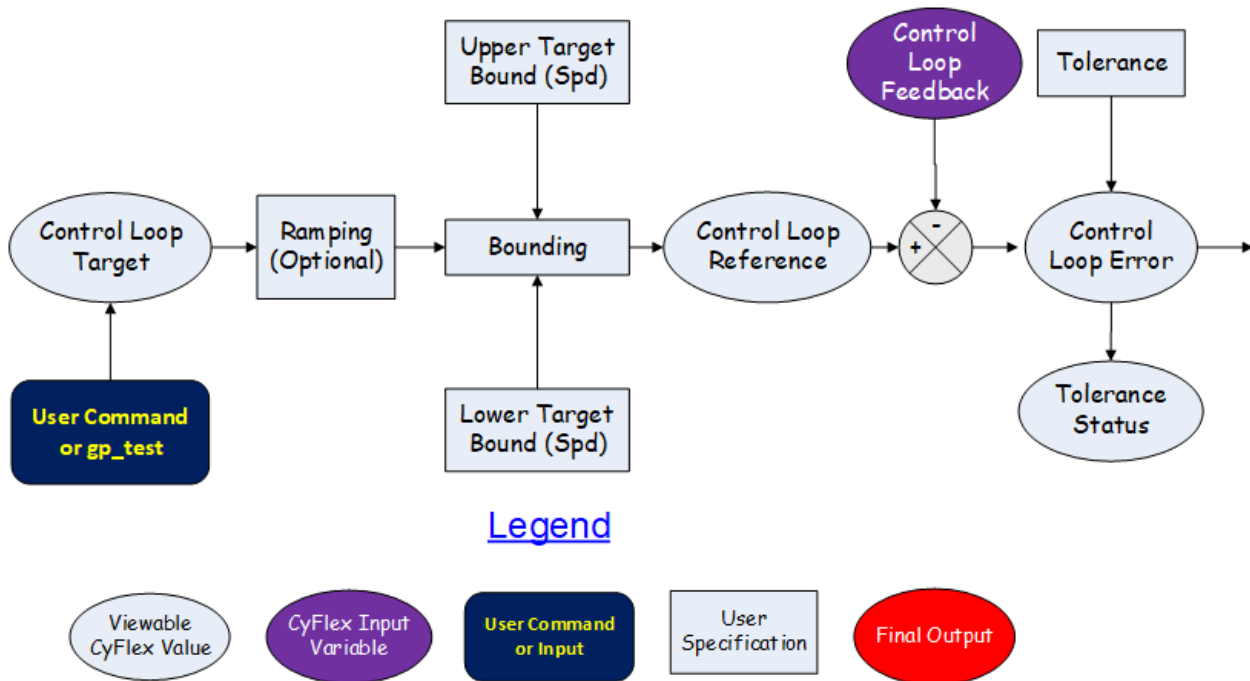 Upper Target
Bound (Spd)
Control
Loop
Feedback
Tolerance
Control Loop
Target
Ramping
(Optional)
Bounding
Control Loop
Reference
+
-
Control
Loop Error
User Command
or gp_test
Lower Target
Bound (Spd)
Tolerance
Status
Legend
Viewable
CyFlex Value
CyFlex Input
Variable
User Command
or Input
User
Specification
Final Output